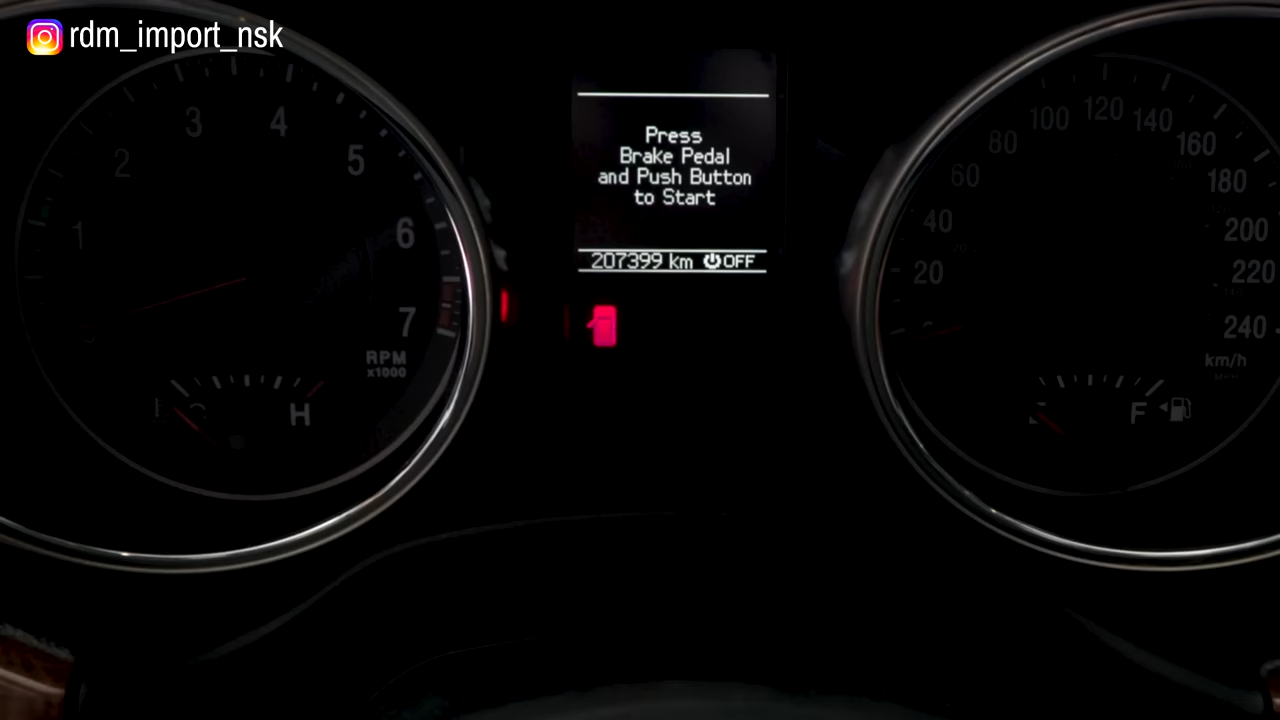 rdm_import_nsk
Press
Brake Pedal
and Push Button
to Start
207399 km OFF
1
2
3
4
5
6
7
RPM
x1000
H
20
40
60
80
100
120
140
160
180
200
220
240
km/h
F